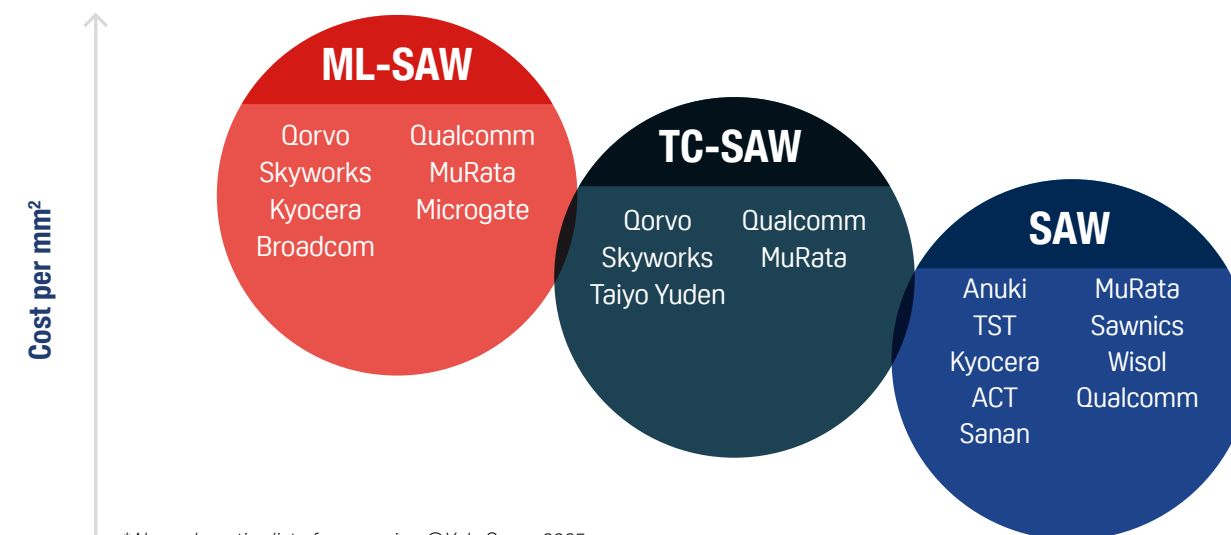 ML-SAW
Qorvo
Skyworks
Kyocera
Broadcom
Qualcomm
MuRata
Microgate
TC-SAW
Qorvo
Skyworks
Taiyo Yuden
Qualcomm
MuRata
SAW
Anuki
TST
Kyocera
ACT
Sanan
MuRata
Sawnics
Wisol
Qualcomm
Cost per mm²